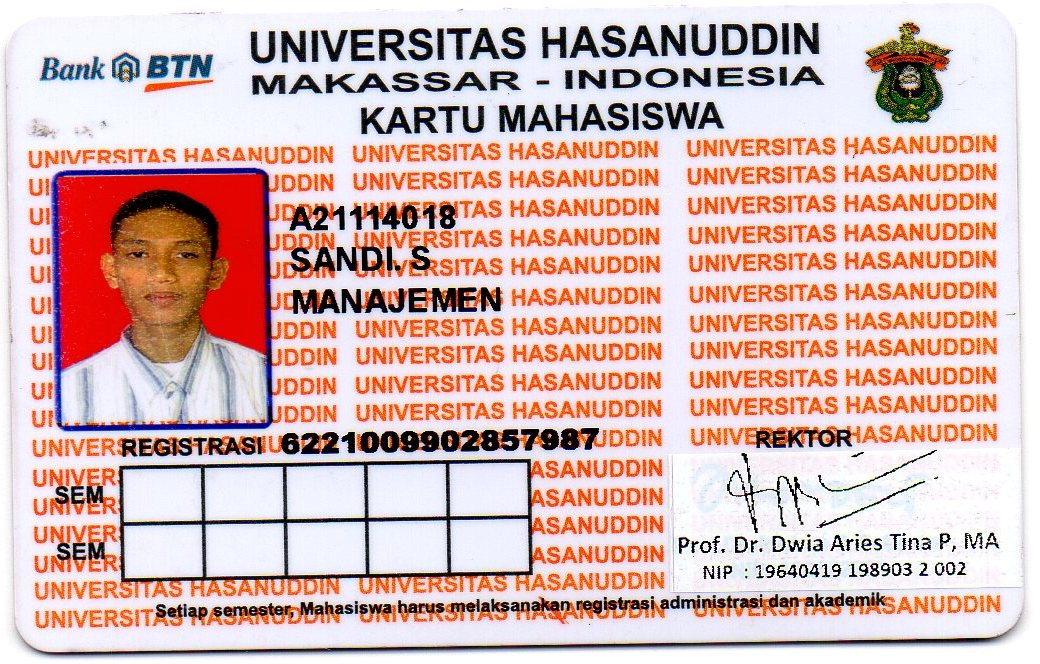 Bank BTN
UNIVERSITAS HASANUDDIN
MAKASSAR - INDONESIA
KARTU MAHASISWA
UNIVERSITAS HASANUDDIN UNIVERSITAS HASANUDDIN UNIVERSITAS HASANUDDIN
A21114018
SANDI. S
MANAJEMEN
REGISTRASI 6221009902857987
REKTOR
SEM
SEM
Prof. Dr. Dwia Aries Tina P, MA
NIP : 19640419 198903 2 002
Setiap semester, Mahasiswa harus melaksanakan registrasi administrasi dan akademik